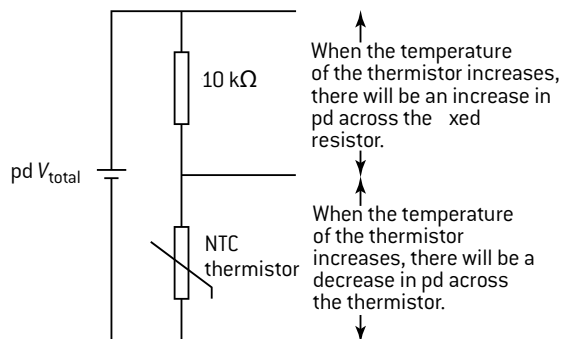 When the temperature
of the thermistor increases,
there will be an increase in
pd across the xed
resistor.
10 kΩ
pd V total
NTC
thermistor
When the temperature
of the thermistor
increases, there will be a
decrease in pd across
the thermistor.